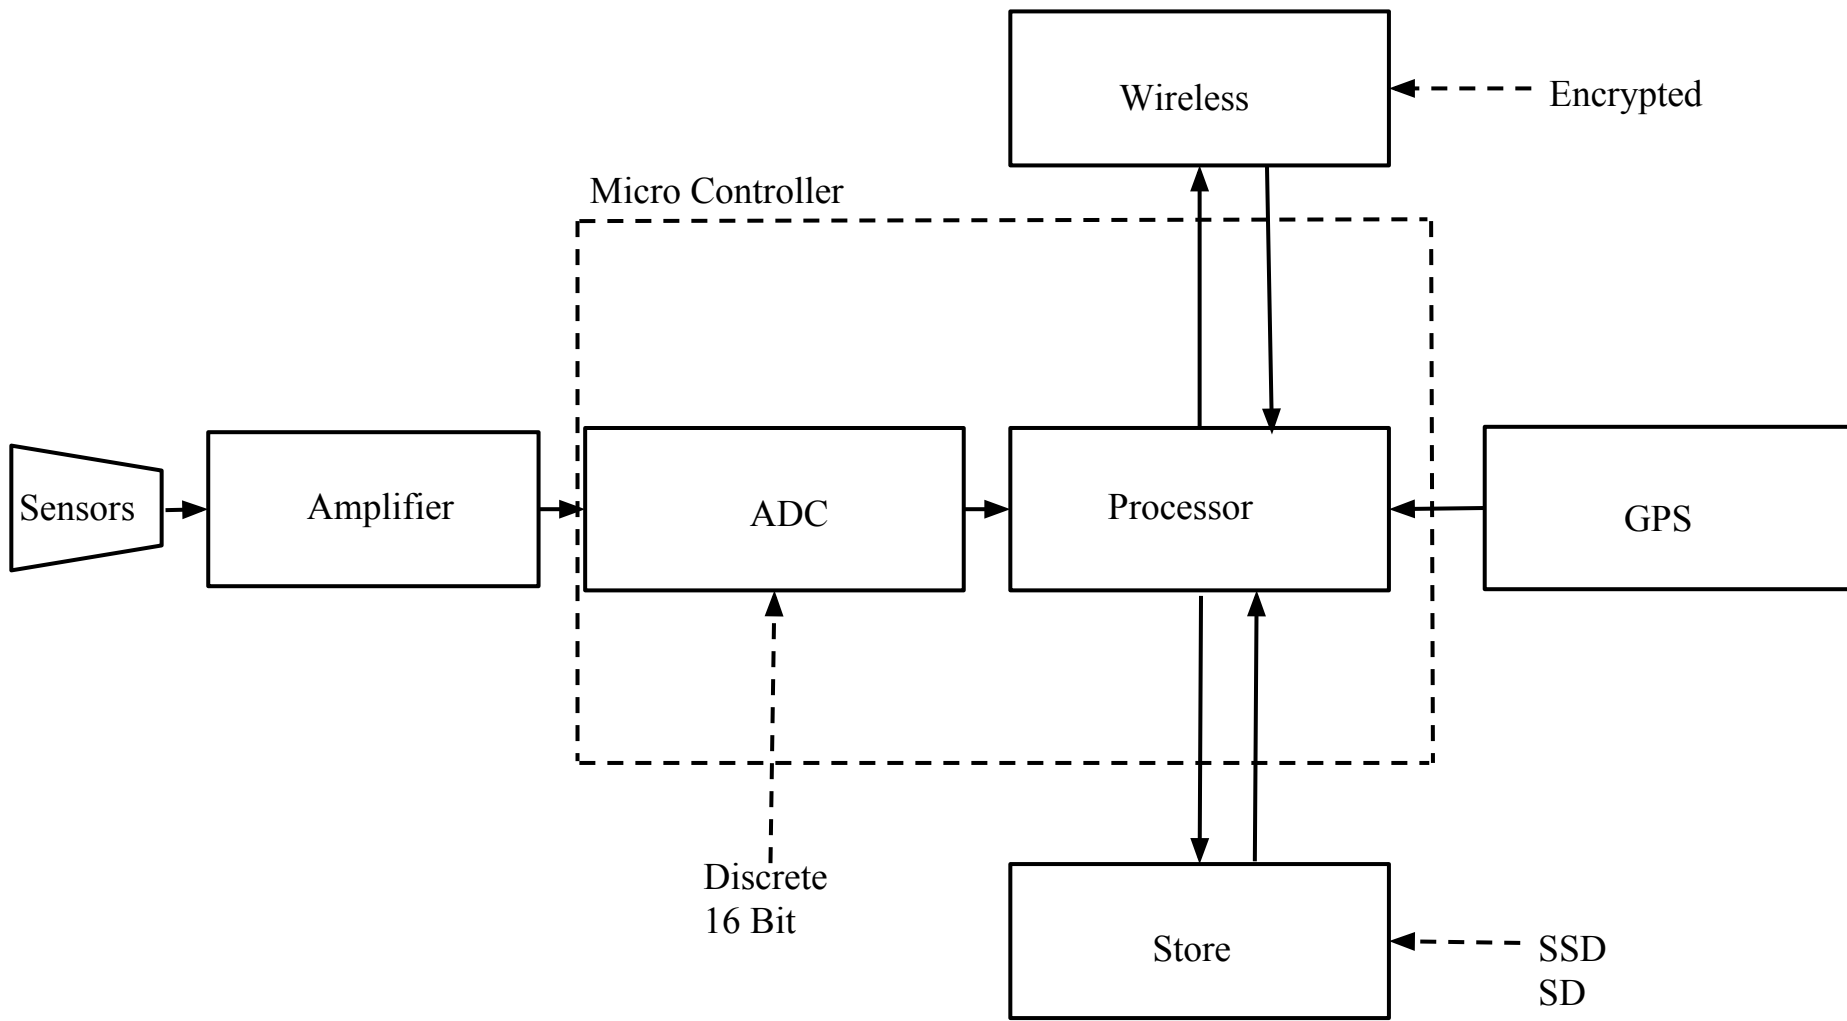 Wireless
Encrypted
Micro Controller
Sensors
Amplifier
ADC
Processor
GPS
Discrete
16 Bit
Store
SSD
SD